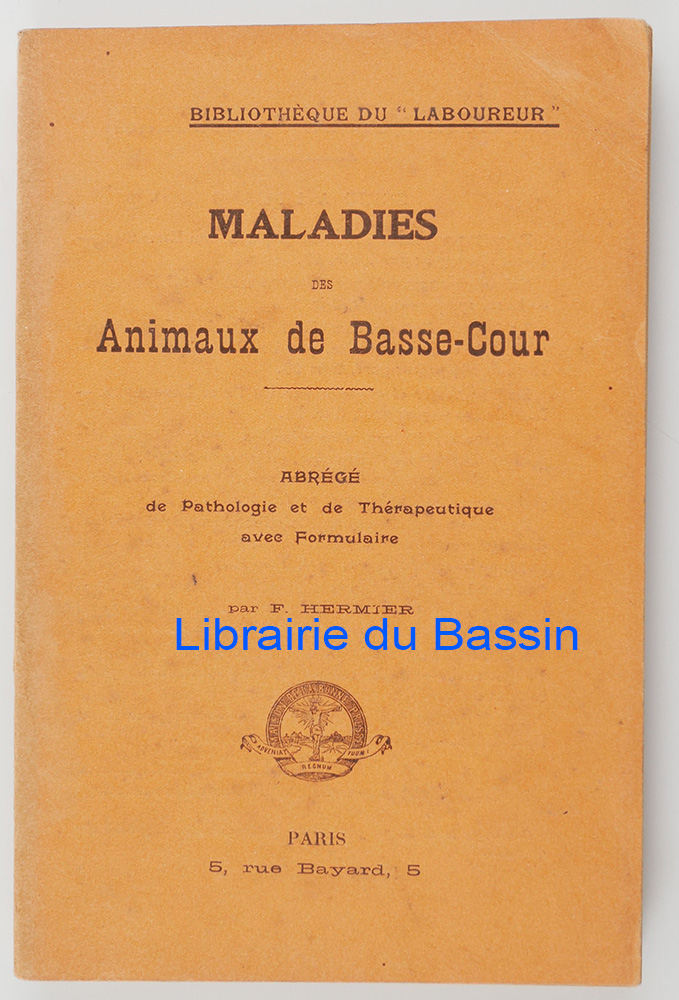 BIBLIOTHÈQUE DU "LABOUREUR"
MALADIES
DES
Animaux de Basse-Cour
ABRÉGÉ
de Pathologie et de Thérapeutique
avec Formulaire
par F. HERMIER
Librairie du Bassin
ADVENIAT
REGNUM
TUUM
PARIS
5, rue Bayard, 5